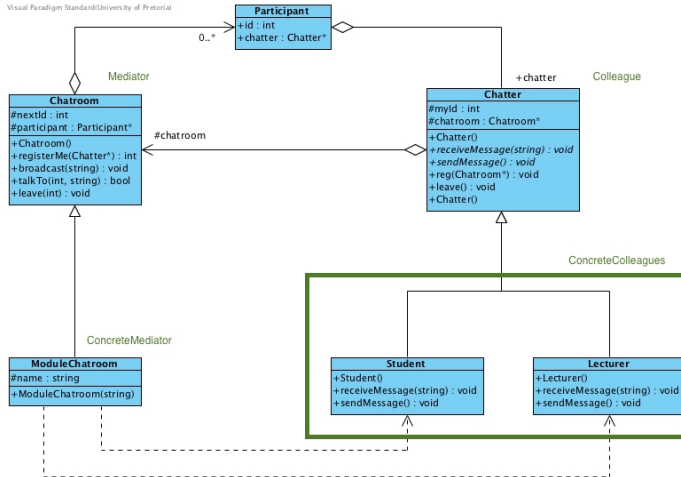 Visual Paradigm Standard(University of Pretoria)
Participant
+id : int
+chatter : Chatter*
0..*
+chatter
Mediator
Colleague
Chatroom
#nextId : int
#participant : Participant*
+Chatroom()
+registerMe(Chatter*) : int
+broadcast(string) : void
+talkTo(int, string) : bool
+leave(int) : void
#chatroom
Chatter
#myId : int
#chatroom : Chatroom*
+Chatter()
+receiveMessage(string) : void
+sendMessage() : void
+reg(Chatroom*) : void
+leave() : void
+Chatter()
ConcreteColleagues
ConcreteMediator
ModuleChatroom
#name : string
+ModuleChatroom(string)
Student
+Student()
+receiveMessage(string) : void
+sendMessage() : void
Lecturer
+Lecturer()
+receiveMessage(string) : void
+sendMessage() : void